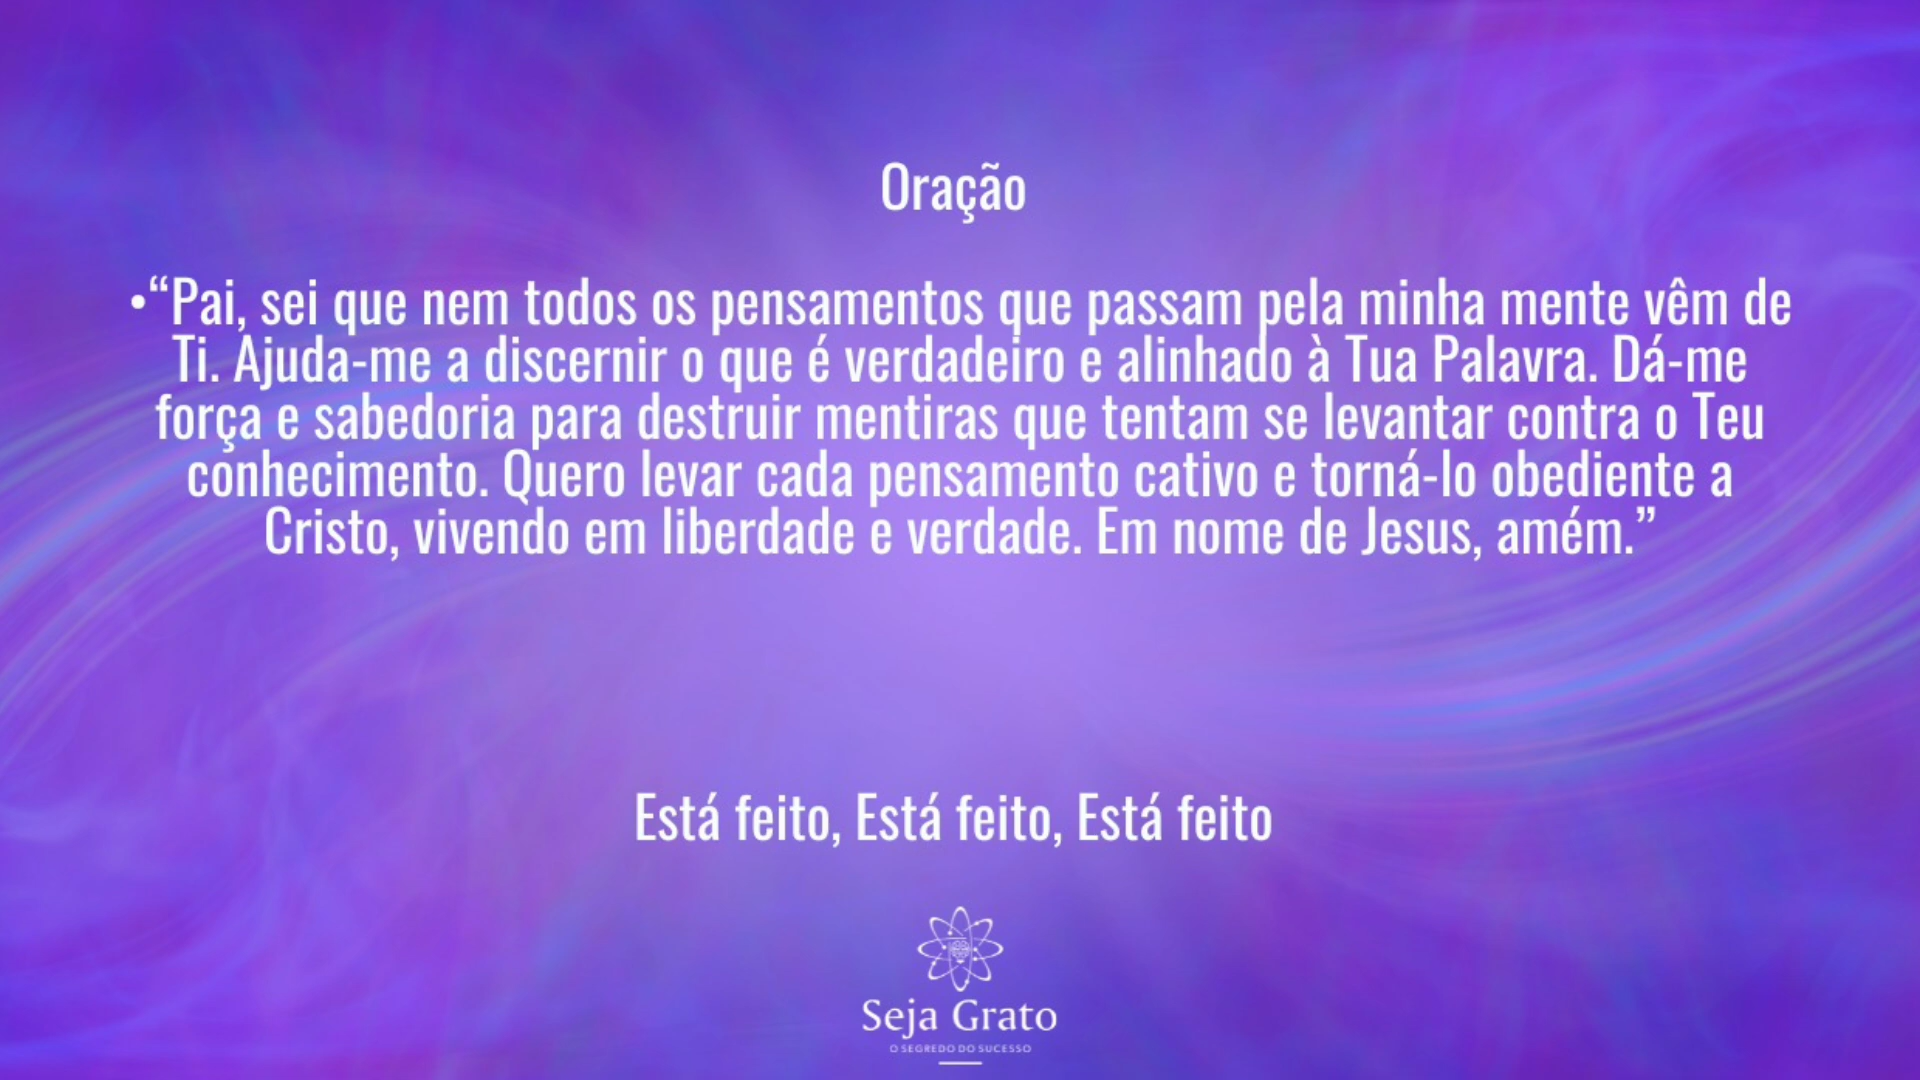 Oração
•“Pai, sei que nem todos os pensamentos que passam pela minha mente vêm de
Ti. Ajuda-me a discernir o que é verdadeiro e alinhado à Tua Palavra. Dá-me
força e sabedoria para destruir mentiras que tentam se levantar contra o Teu
conhecimento. Quero levar cada pensamento cativo e torná-lo obediente a
Cristo, vivendo em liberdade e verdade. Em nome de Jesus, amém.”
Está feito, Está feito, Está feito
Seja Grato
O SEGREDO DO SUCESSO